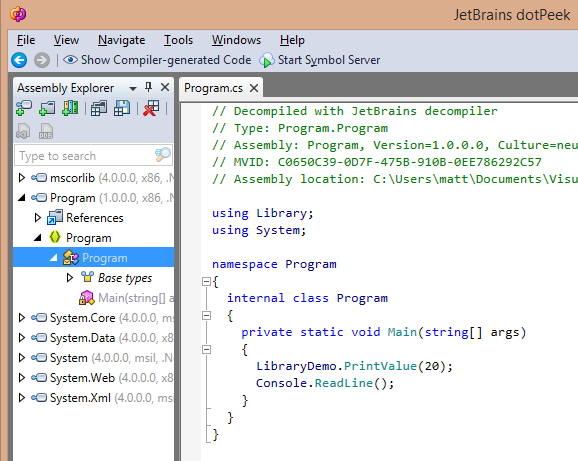 JetBrains dotPeek
File View Navigate Tools Windows Help
Show Compiler-generated Code Start Symbol Server
Assembly Explorer
Program.cs
Type to search
mscorlib (4.0.0.0, x86, .N
Program (1.0.0.0, x86, .N
References
Program
Program
Base types
Main(string[] a
System.Core (4.0.0.0, ms
System.Data (4.0.0.0, x8
System (4.0.0.0, msil, .Ne
System.Web (4.0.0.0, x8
System.Xml (4.0.0.0, msi
// Decompiled with JetBrains decompiler
// Type: Program.Program
// Assembly: Program, Version=1.0.0.0, Culture=neu
// MVID: C0650C39-0D7F-475B-910B-0EE786292C57
// Assembly location: C:\Users\matt\Documents\Visu
using Library;
using System;
namespace Program
{
internal class Program
{
private static void Main(string[] args)
{
LibraryDemo.PrintValue(20);
Console.ReadLine();
}
}
}